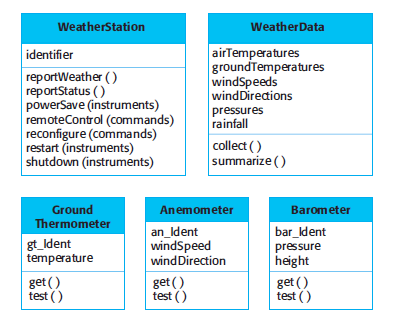 WeatherStation
identifier
reportWeather ( )
reportStatus ( )
powerSave (instruments)
remoteControl (commands)
reconfigure (commands)
restart (instruments)
shutdown (instruments)
WeatherData
airTemperatures
groundTemperatures
windSpeeds
windDirections
pressures
rainfall
collect ( )
summarize ( )
Ground
Thermometer
gt_Ident
temperature
get ( )
test ( )
Anemometer
an_Ident
windSpeed
windDirection
get ( )
test ( )
Barometer
bar_Ident
pressure
height
get ( )
test ( )